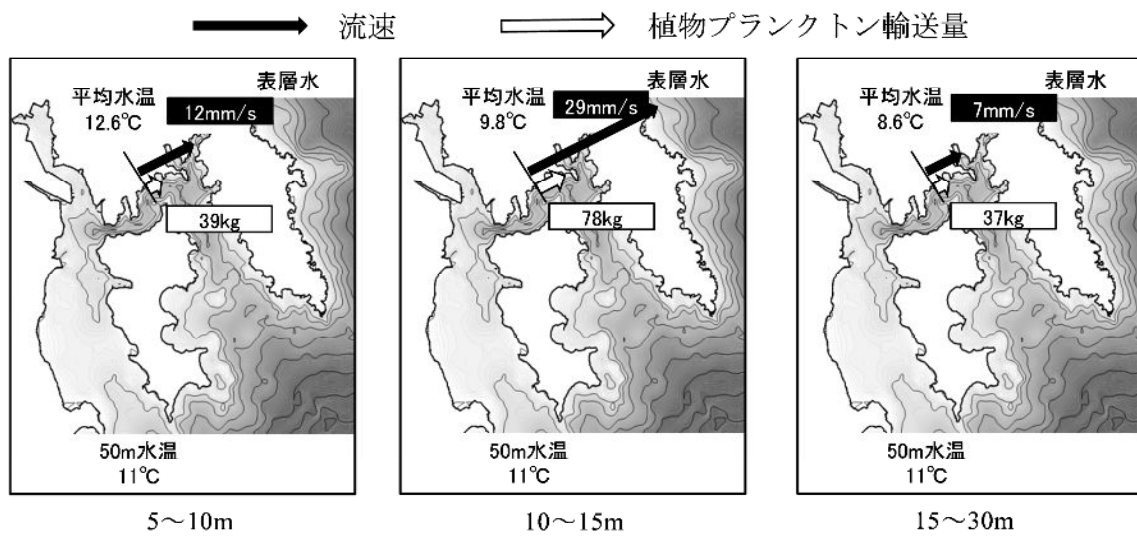 流速
植物プランクトン輸送量
表層水
平均水温
12.6℃
12mm/s
39kg
50m水温
11℃
5～10m
表層水
平均水温
9.8℃
29mm/s
78kg
50m水温
11℃
10～15m
表層水
平均水温
8.6℃
7mm/s
37kg
50m水温
11℃
15～30m